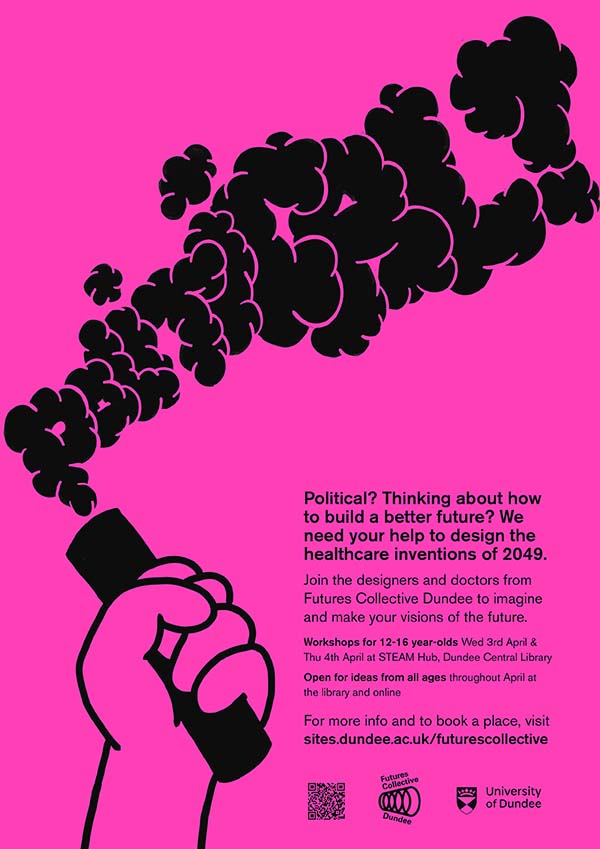 Political? Thinking about how
to build a better future? We
need your help to design the
healthcare inventions of 2049.
Join the designers and doctors from
Futures Collective Dundee to imagine
and make your visions of the future.
Workshops for 12-16 year-olds Wed 3rd April &
Thu 4th April at STEAM Hub, Dundee Central Library
Open for ideas from all ages throughout April at
the library and online
For more info and to book a place, visit
sites.dundee.ac.uk/futurescollective
Futures
Collective
Dundee
University
of Dundee